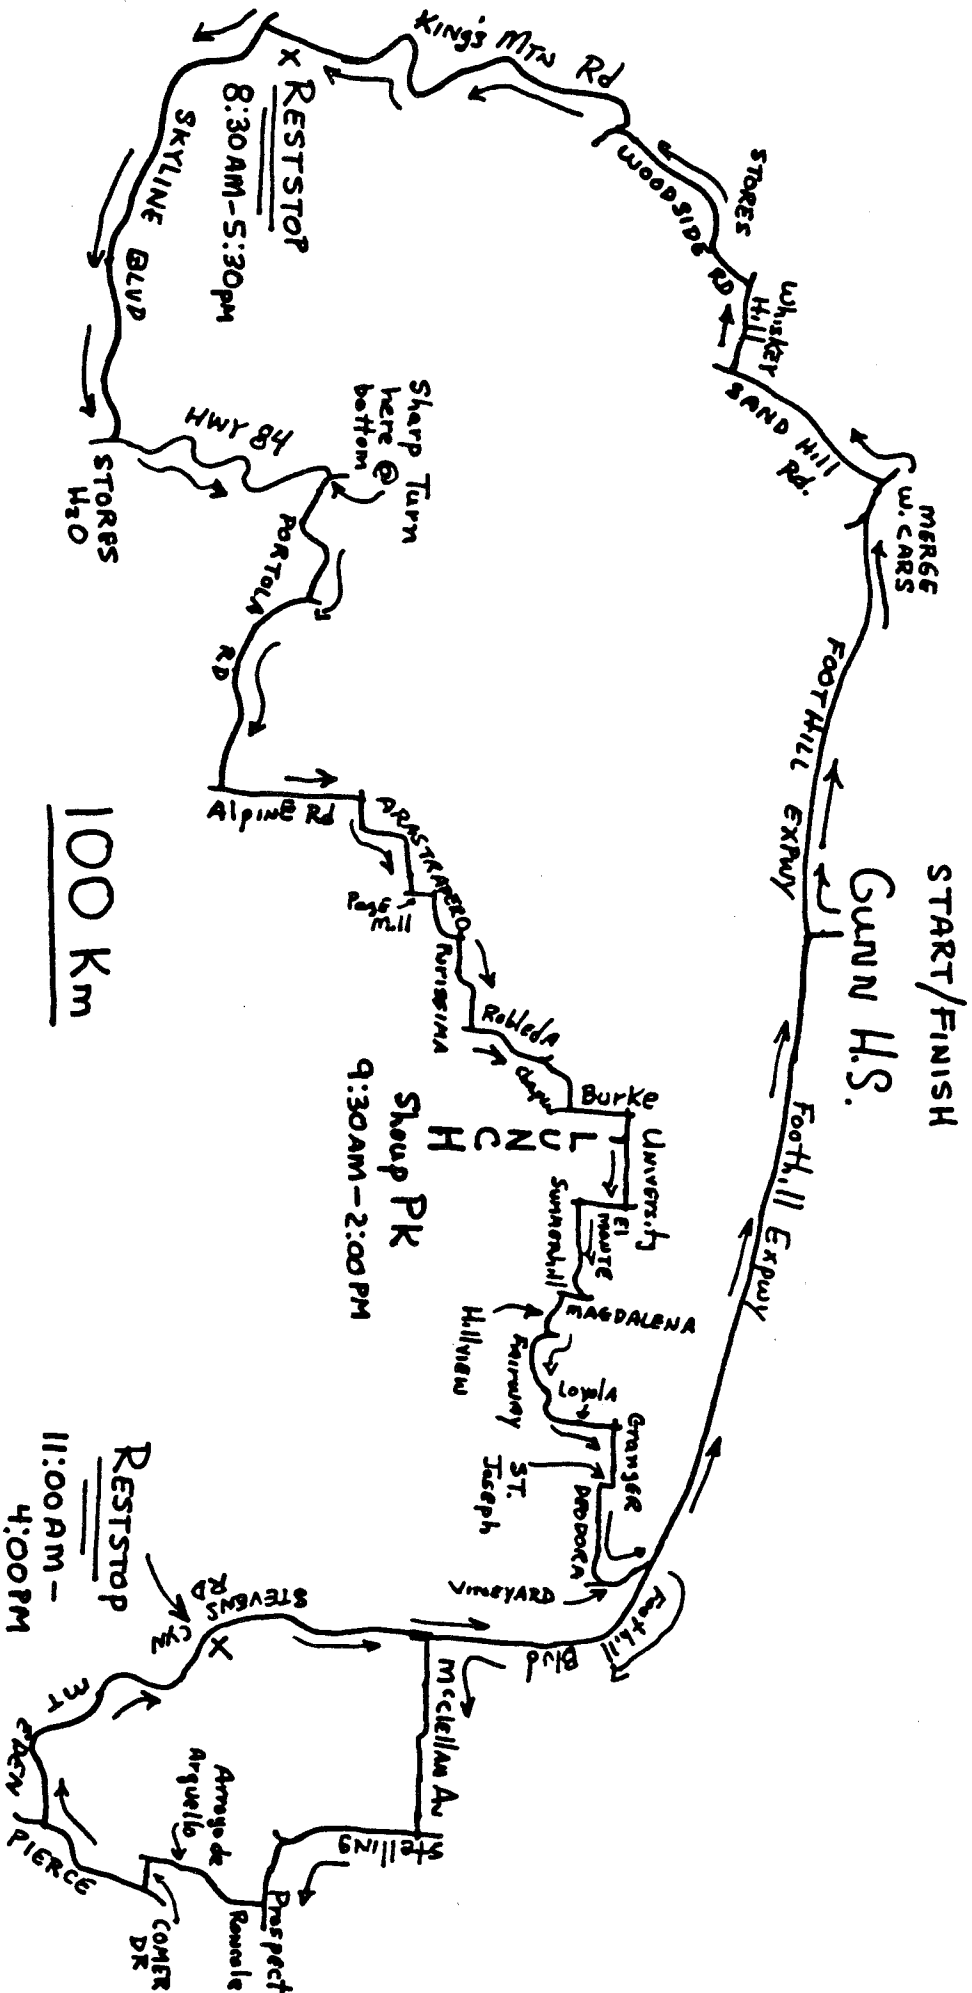 START/FINISH
GUNN H.S.
FOOTHILL EXPWY
MERGE
W. CARS
SAND Hill
Rd.
Whiskey
Hill
WOODSIDE RD
STORES
KING'S MTN Rd
X RESTSTOP
8:30AM-5:30PM
SKYLINE BLVD
STORES
H2O
HWY 84
Sharp Turn
here @
bottom
PORTOLA
RD
AlpINE Rd
ARASTRAPERO
Page
Mill
PURISSIMA
RobledA
Burke
LUNCH
Shoup PK
9:30AM-2:00PM
UNIVERSITY
El
MONTE
Summerhill
MAGDALENA
Hillview
FAIRWAY
LoyolA
GrangER
ST.
Joseph
DEODORA
VINEYARD
Foothill Expwy
Foothill
Blvd
McClellan
Stelling
Prospect
Arroyo de
Arguello
COMER
DR
PIERCE
MT
EDEN
STEVENS
CYN
RD
X
RESTSTOP
11:00AM-
4:00PM
100 Km